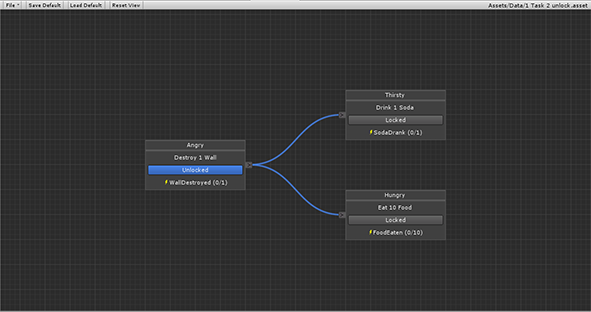 File
Save Default
Load Default
Reset View
Assets/Data/1 Task 2 unlock.asset
Angry
Destroy 1 Wall
Unlocked
WallDestroyed (0/1)
Thirsty
Drink 1 Soda
Locked
SodaDrank (0/1)
Hungry
Eat 10 Food
Locked
FoodEaten (0/10)